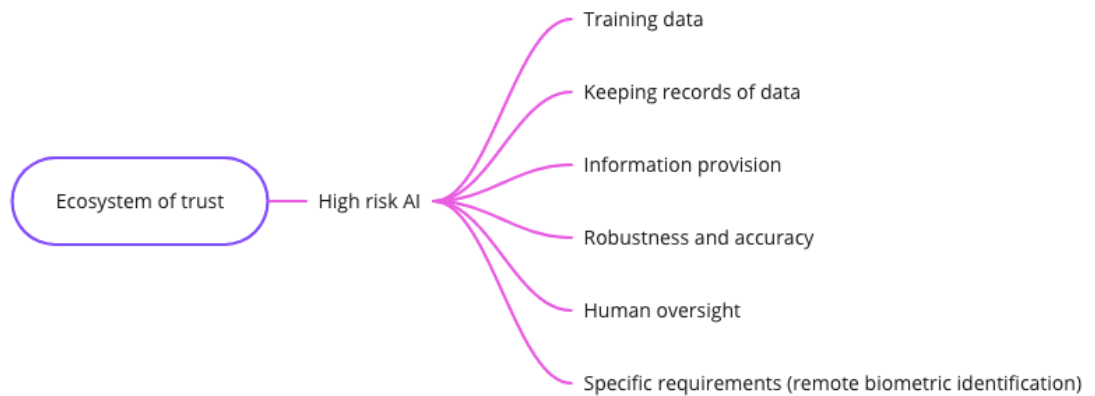 Ecosystem of trust
High risk AI
Training data
Keeping records of data
Information provision
Robustness and accuracy
Human oversight
Specific requirements (remote biometric identification)